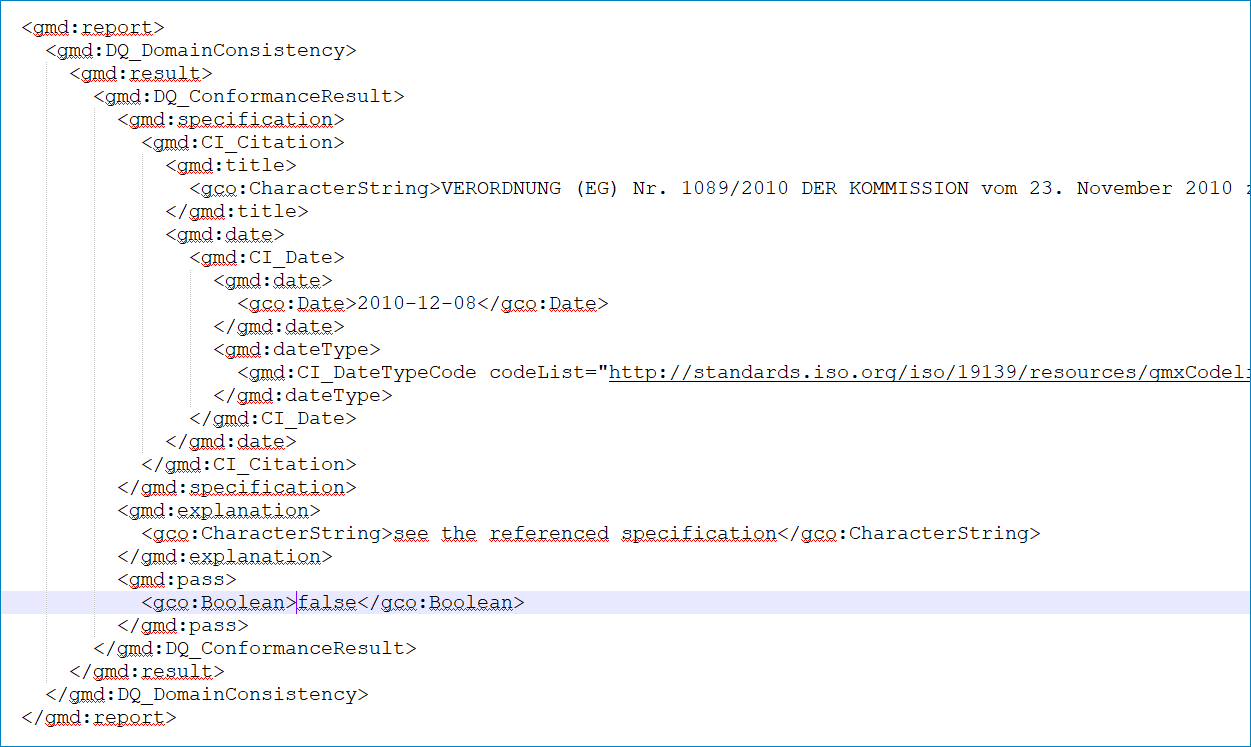 <gmd:report>
<gmd:DQ_DomainConsistency>
<gmd:result>
<gmd:DQ_ConformanceResult>
<gmd:specification>
<gmd:CI_Citation>
<gmd:title>
<gco:CharacterString>VERORDNUNG (EG) Nr. 1089/2010 DER KOMMISSION vom 23. November 2010
</gmd:title>
<gmd:date>
<gmd:CI_Date>
<gmd:date>
<gco:Date>2010-12-08</gco:Date>
</gmd:date>
<gmd:dateType>
<gmd:CI_DateTypeCode codeList="http://standards.iso.org/iso/19139/resources/gmxCodeli
</gmd:dateType>
</gmd:CI_Date>
</gmd:date>
</gmd:CI_Citation>
</gmd:specification>
<gmd:explanation>
<gco:CharacterString>see the referenced specification</gco:CharacterString>
</gmd:explanation>
<gmd:pass>
<gco:Boolean>false</gco:Boolean>
</gmd:pass>
</gmd:DQ_ConformanceResult>
</gmd:result>
</gmd:DQ_DomainConsistency>
</gmd:report>